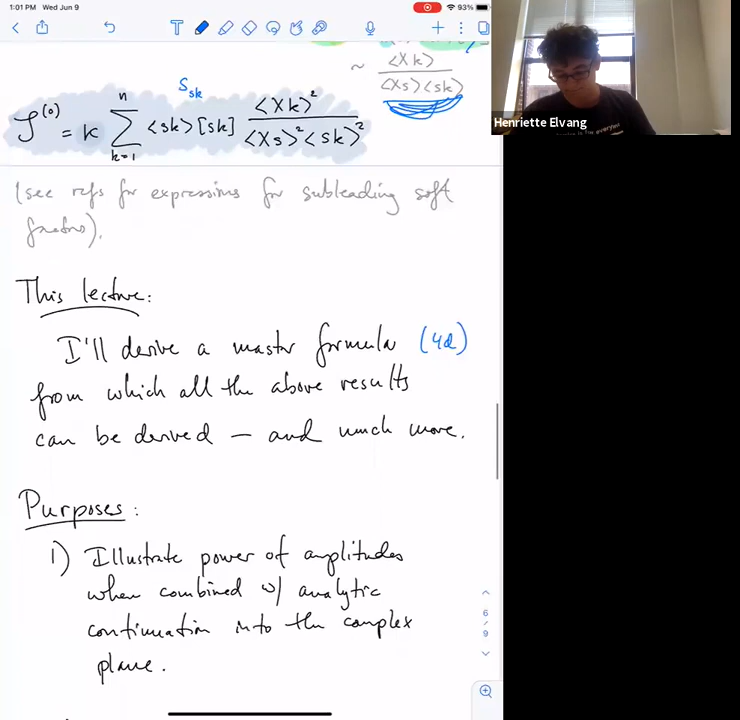 1:01 PM Wed Jun 9
93%
~ <Xk> / <Xs><sk>
S_sk
𝒮^(0) = κ Σ_{k=1}^{n} <sk>[sk] <Xk>² / <Xs>²<sk>²
(see refs for expressions for subleading soft
factors).
This lecture:
I'll derive a master formula (4d)
from which all the above results
can be derived — and much more.
Purposes:
1) Illustrate power of amplitudes
when combined w/ analytic
continuation into the complex
plane.
6
/
9
Henriette Elvang